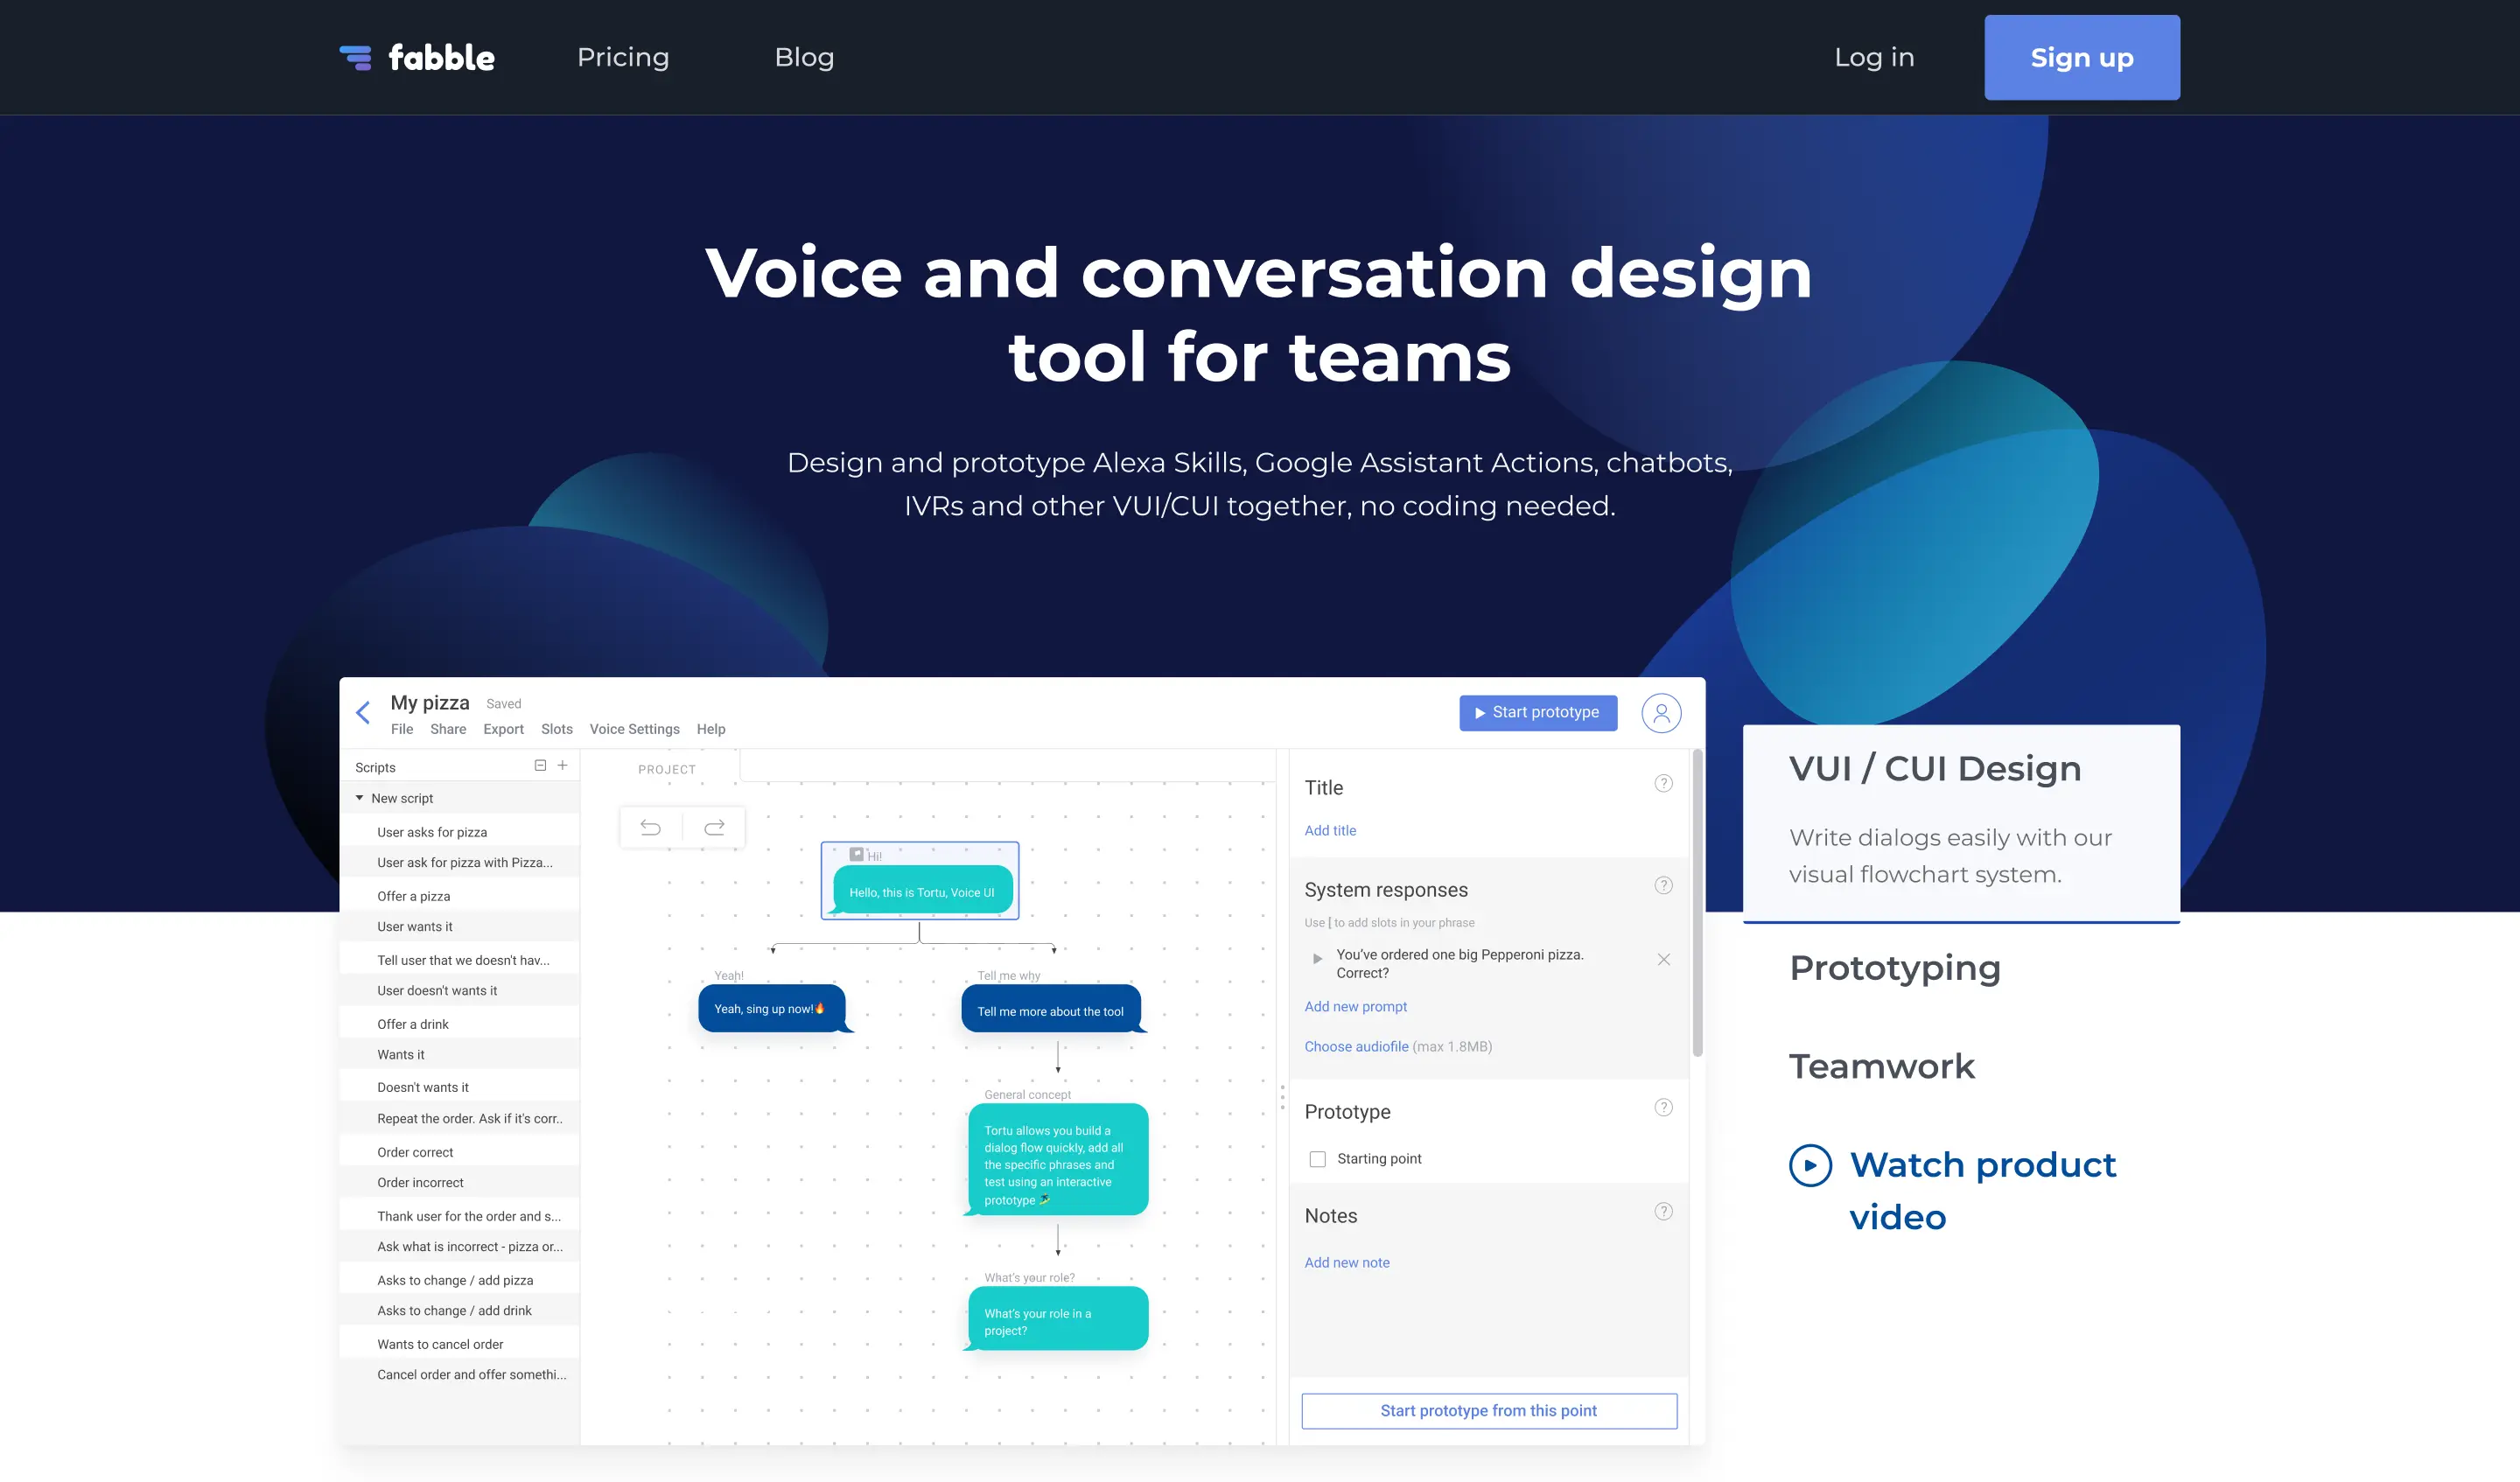 fabble
Pricing
Blog
Log in
Sign up
Voice and conversation design
tool for teams
Design and prototype Alexa Skills, Google Assistant Actions, chatbots,
IVRs and other VUI/CUI together, no coding needed.
My pizza
Saved
File
Share
Export
Slots
Voice Settings
Help
Start prototype
Scripts
New script
User asks for pizza
User ask for pizza with Pizza...
Offer a pizza
User wants it
Tell user that we doesn't hav...
User doesn't wants it
Offer a drink
Wants it
Doesn't wants it
Repeat the order. Ask if it's corr..
Order correct
Order incorrect
Thank user for the order and s...
Ask what is incorrect - pizza or...
Asks to change / add pizza
Asks to change / add drink
Wants to cancel order
Cancel order and offer somethi...
PROJECT
Hi!
Hello, this is Tortu, Voice UI
Yeah!
Yeah, sing up now!🔥
Tell me why
Tell me more about the tool
General concept
Tortu allows you build a
dialog flow quickly, add all
the specific phrases and
test using an interactive
prototype
What's your role?
What's your role in a
project?
Title
?
Add title
System responses
?
Use [ to add slots in your phrase
You've ordered one big Pepperoni pizza.
Correct?
Add new prompt
Choose audiofile (max 1.8MB)
Prototype
?
Starting point
Notes
?
Add new note
Start prototype from this point
VUI / CUI Design
Write dialogs easily with our
visual flowchart system.
Prototyping
Teamwork
Watch product
video